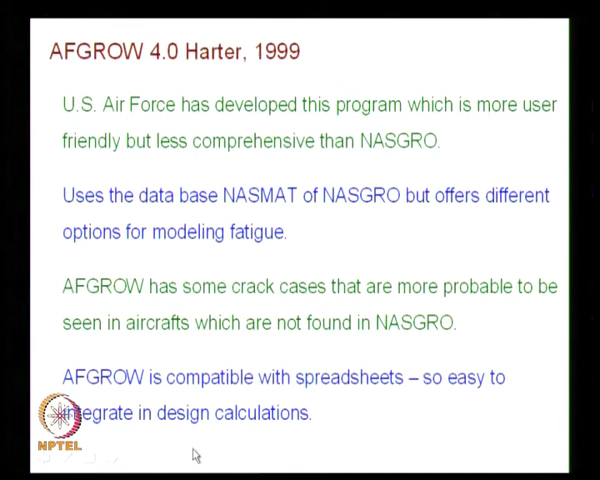 AFGROW 4.0 Harter, 1999
U.S. Air Force has developed this program which is more user
friendly but less comprehensive than NASGRO.
Uses the data base NASMAT of NASGRO but offers different
options for modeling fatigue.
AFGROW has some crack cases that are more probable to be
seen in aircrafts which are not found in NASGRO.
AFGROW is compatible with spreadsheets – so easy to
integrate in design calculations.
NPTEL